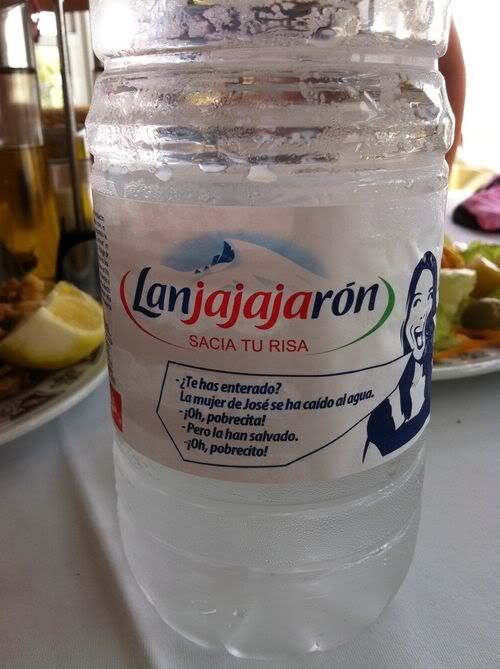 Lanjajajarón
SACIA TU RISA
-¿Te has enterado?
La mujer de José se ha caído al agua.
-¡Oh, pobrecita!
-Pero la han salvado.
-¡Oh, pobrecito!